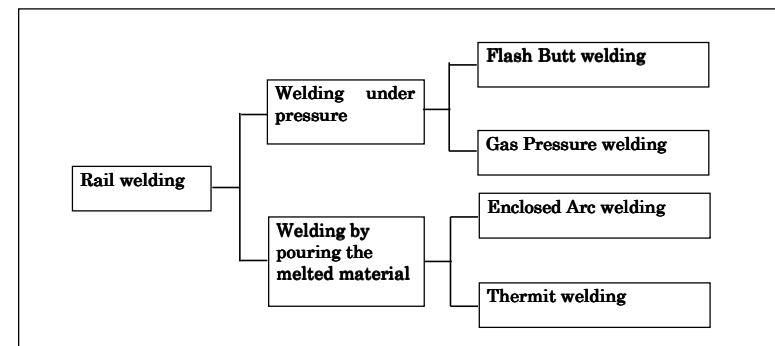 Flash Butt welding
Welding under
pressure
Gas Pressure welding
Rail welding
Enclosed Arc welding
Welding by
pouring the
melted material
Thermit welding